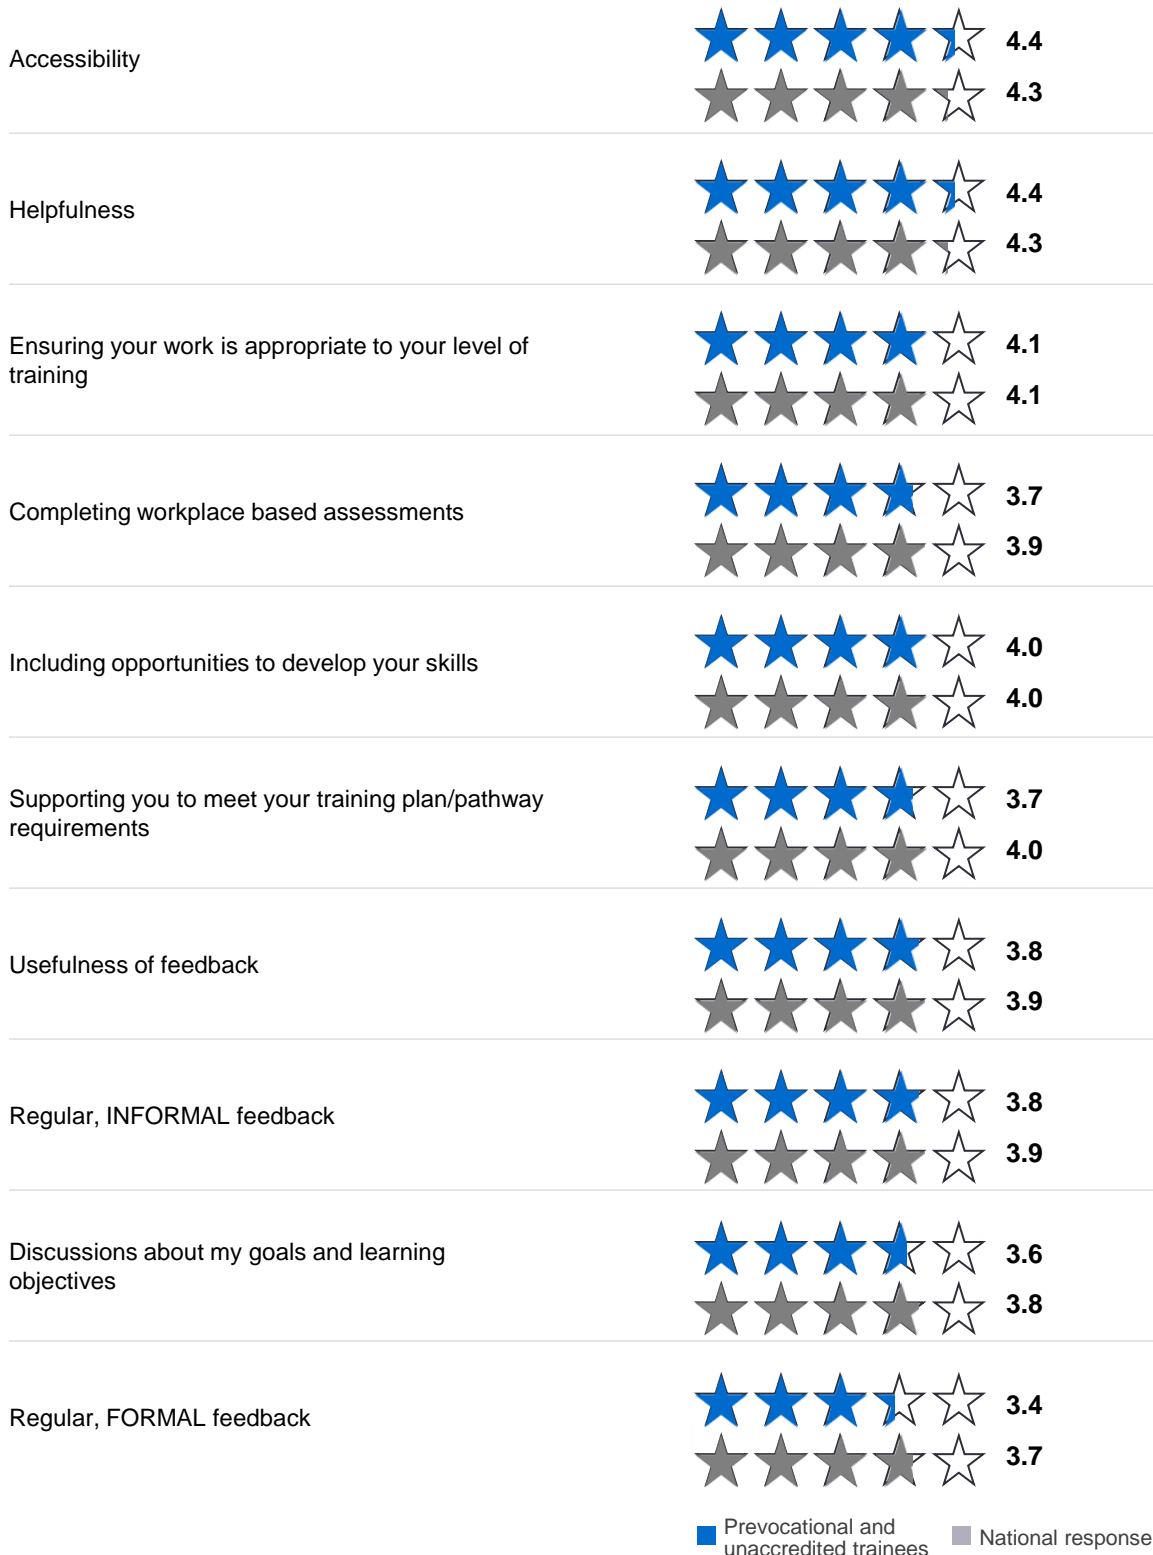 Accessibility
4.4
4.3
Helpfulness
4.4
4.3
Ensuring your work is appropriate to your level of
training
4.1
4.1
Completing workplace based assessments
3.7
3.9
Including opportunities to develop your skills
4.0
4.0
Supporting you to meet your training plan/pathway
requirements
3.7
4.0
Usefulness of feedback
3.8
3.9
Regular, INFORMAL feedback
3.8
3.9
Discussions about my goals and learning
objectives
3.6
3.8
Regular, FORMAL feedback
3.4
3.7
Prevocational and
unaccredited trainees
National response